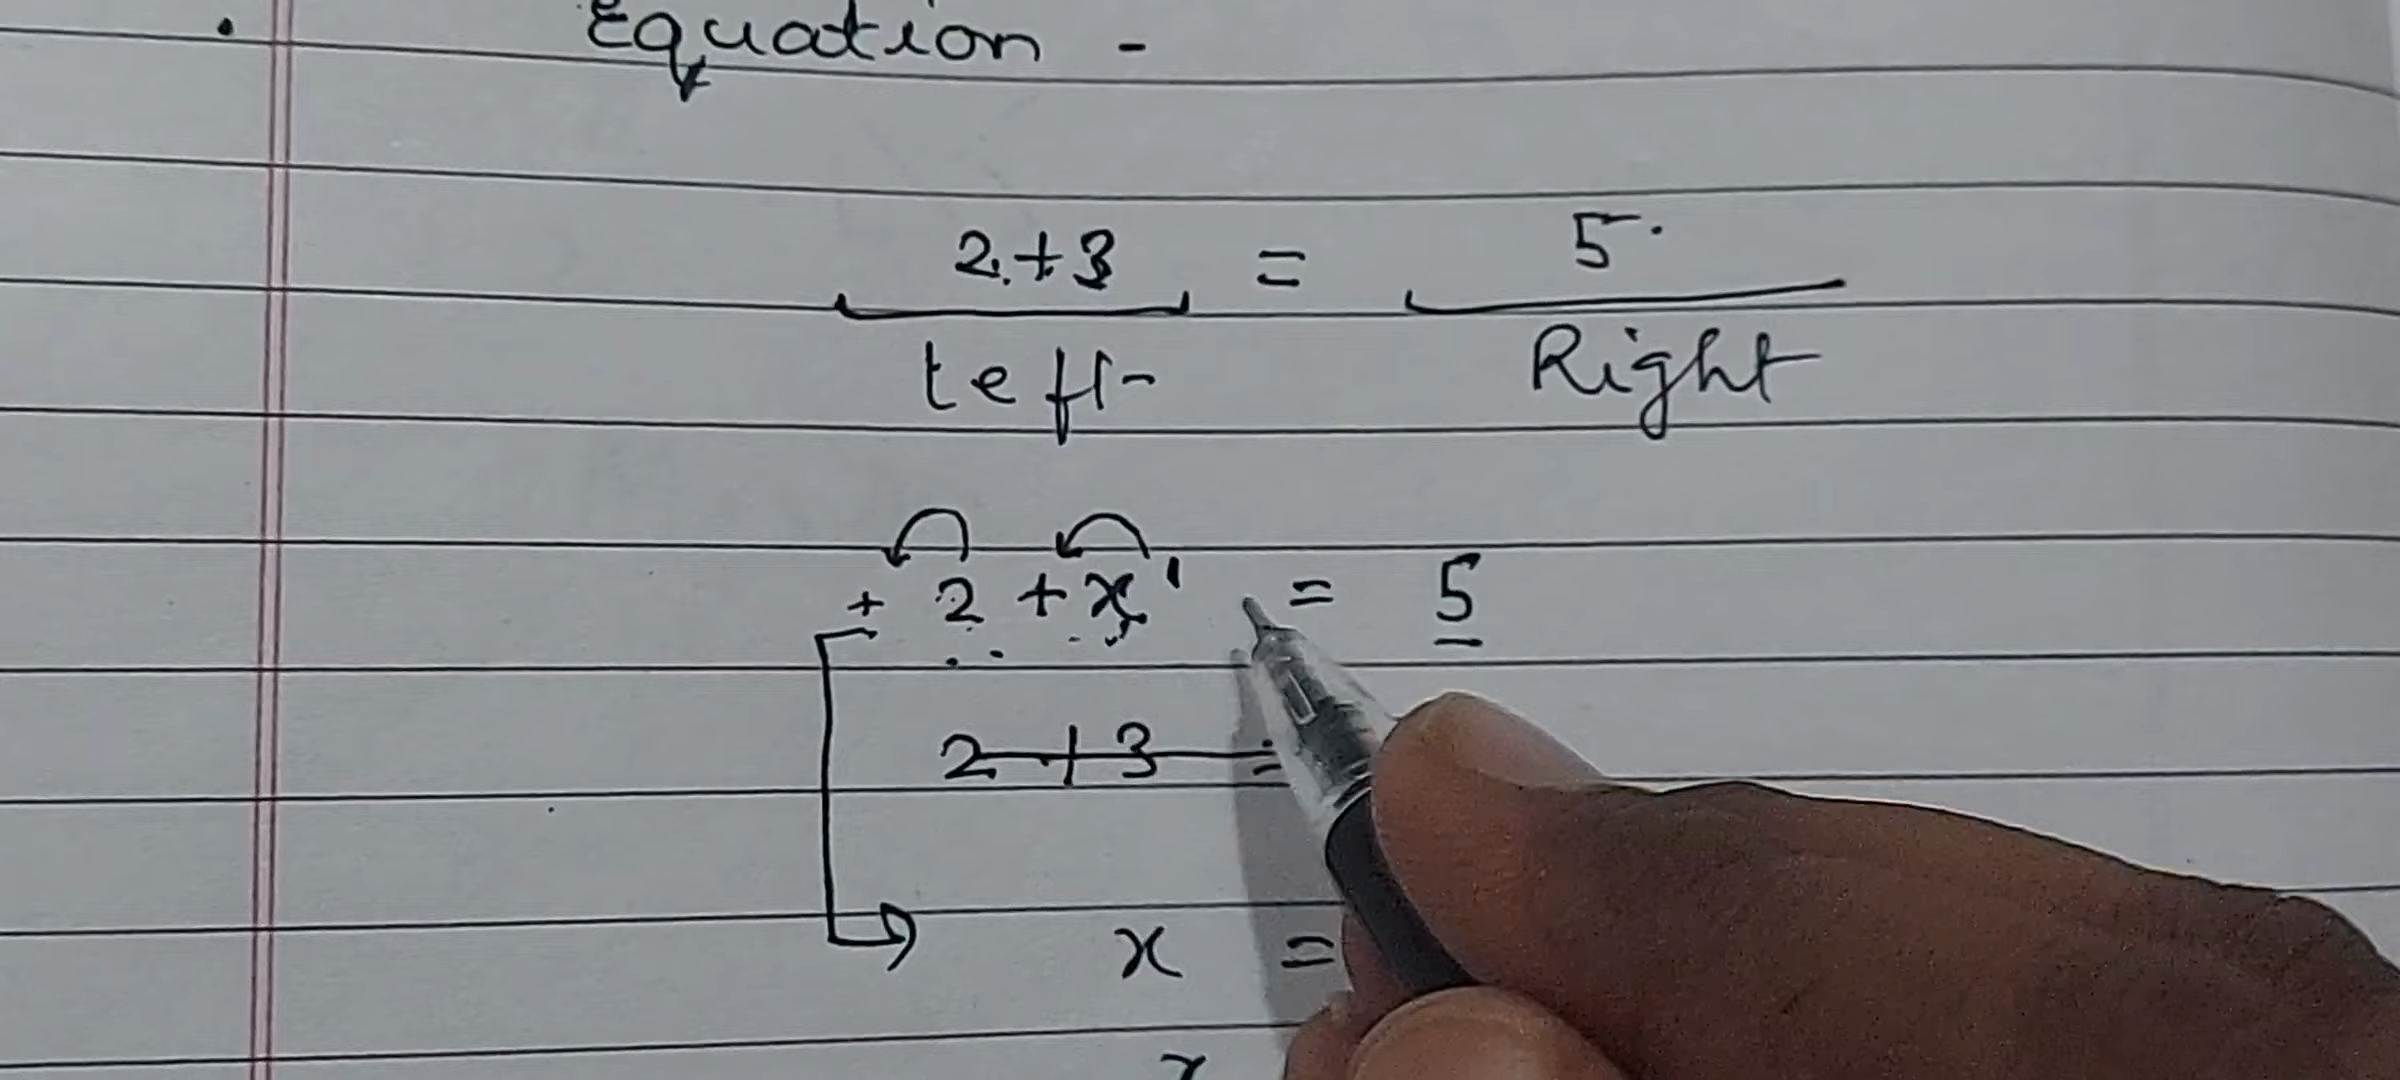 Equation -
2+3 = 5.
Left Right
+ 2 + x' = 5
2+3 =
x =
x